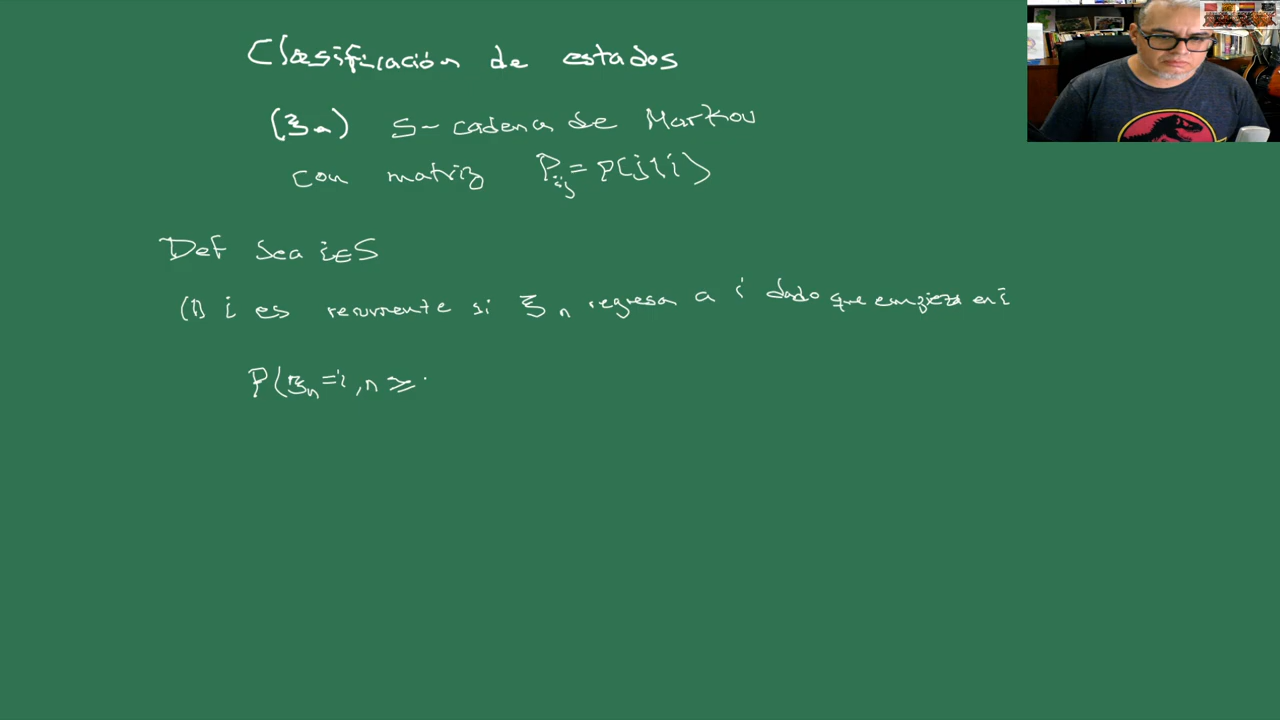 Clasificación de estados
(ξn) S-cadena de Markov
con matriz Pij = p(j|i)
Def Sea i∈S
(1) i es recurrente si ξn regresa a i dado que empieza en i
P(ξn = i, n ≥